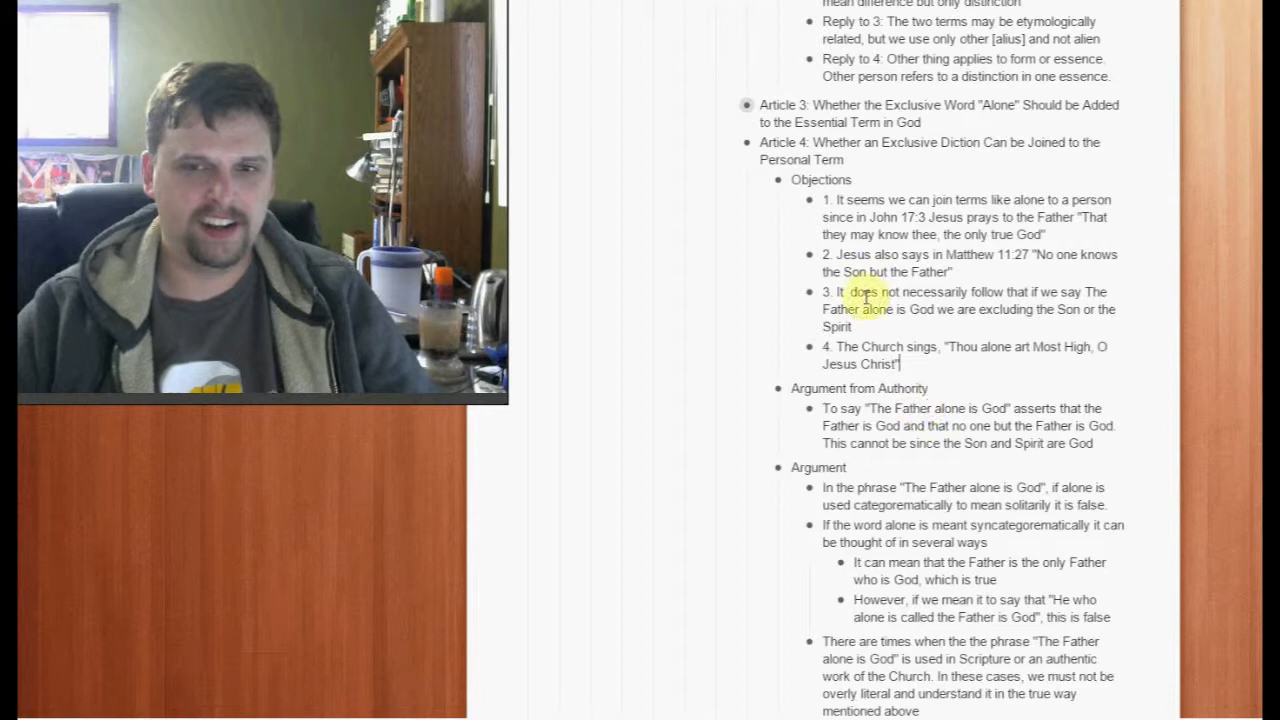 mean difference but only distinction
Reply to 3: The two terms may be etymologically
related, but we use only other [alius] and not alien
Reply to 4: Other thing applies to form or essence.
Other person refers to a distinction in one essence.
Article 3: Whether the Exclusive Word "Alone" Should be Added
to the Essential Term in God
Article 4: Whether an Exclusive Diction Can be Joined to the
Personal Term
Objections
1. It seems we can join terms like alone to a person
since in John 17:3 Jesus prays to the Father "That
they may know thee, the only true God"
2. Jesus also says in Matthew 11:27 "No one knows
the Son but the Father"
3. It does not necessarily follow that if we say The
Father alone is God we are excluding the Son or the
Spirit
4. The Church sings, "Thou alone art Most High, O
Jesus Christ"
Argument from Authority
To say "The Father alone is God" asserts that the
Father is God and that no one but the Father is God.
This cannot be since the Son and Spirit are God
Argument
In the phrase "The Father alone is God", if alone is
used categorematically to mean solitarily it is false.
If the word alone is meant syncategorematically it can
be thought of in several ways
It can mean that the Father is the only Father
who is God, which is true
However, if we mean it to say that "He who
alone is called the Father is God", this is false
There are times when the the phrase "The Father
alone is God" is used in Scripture or an authentic
work of the Church. In these cases, we must not be
overly literal and understand it in the true way
mentioned above